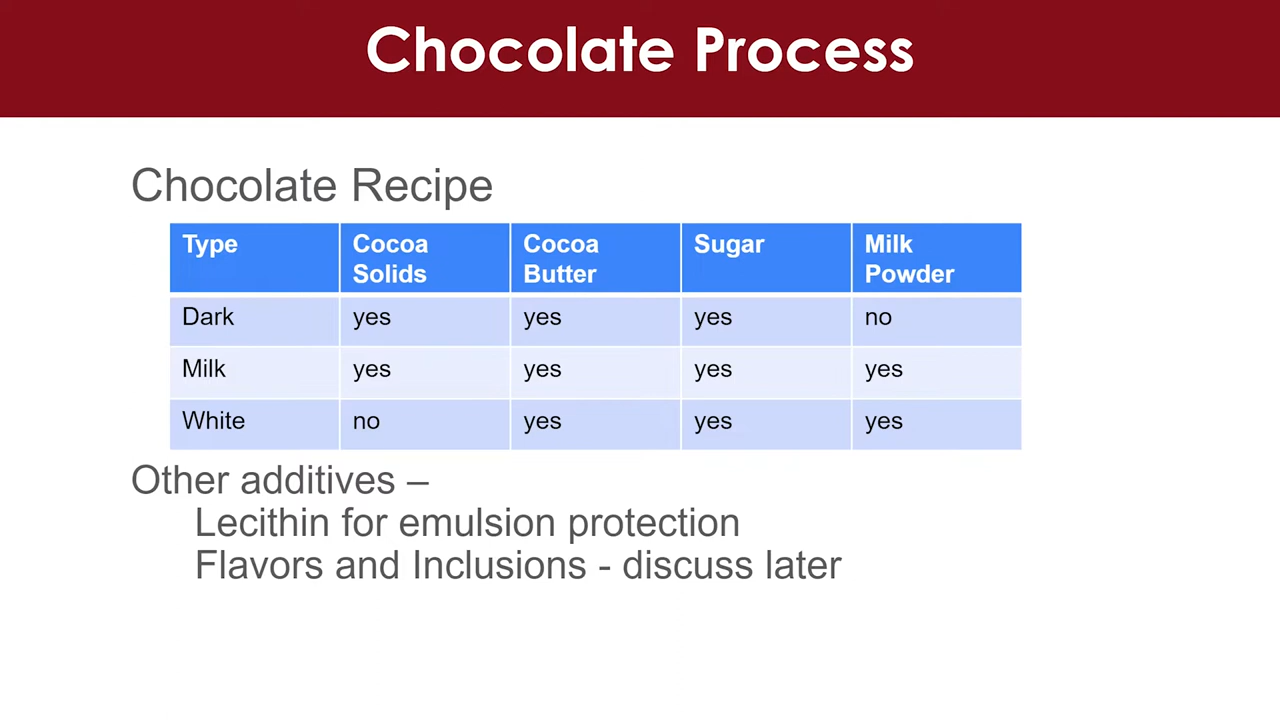 Chocolate Process
Chocolate Recipe
Type Cocoa Solids Cocoa Butter Sugar Milk Powder
Dark yes yes yes no
Milk yes yes yes yes
White no yes yes yes
Other additives –
Lecithin for emulsion protection
Flavors and Inclusions - discuss later